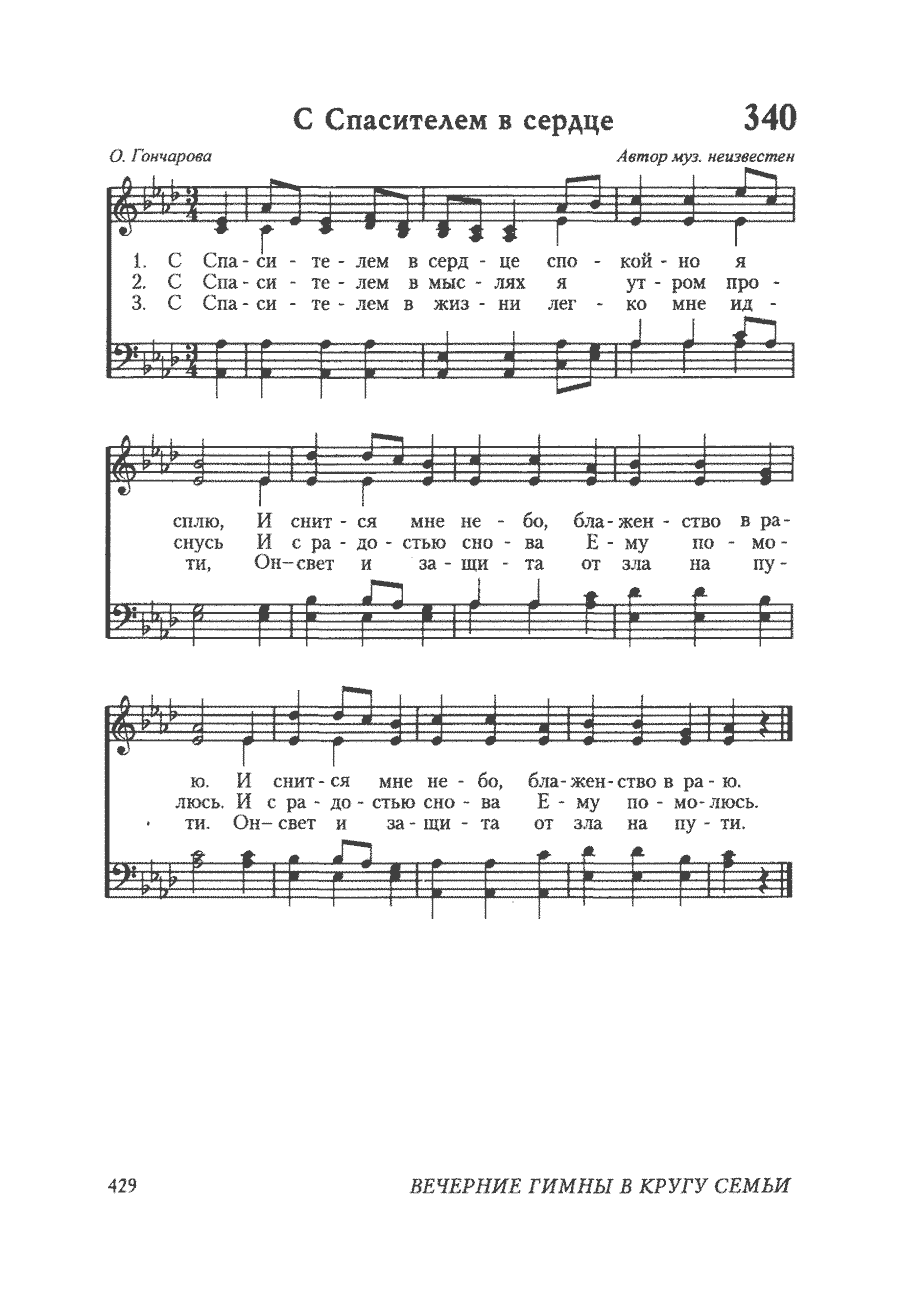 С Спасителем в сердце 340
О. Гончарова Автор муз. неизвестен
1. С Спа - си - те - лем в серд - це спо - кой - но я
2. С Спа - си - те - лем в мыс - лях я ут - ром про -
3. С Спа - си - те - лем в жиз - ни лег - ко мне ид -
сплю, И снит - ся мне не - бо, бла - жен - ство в ра -
снусь И с ра - до - стью сно - ва Е - му по - мо -
ти, Он—свет и за - щи - та от зла на пу -
ю. И снит - ся мне не - бо, бла - жен - ство в ра - ю.
люсь. И с ра - до - стью сно - ва Е - му по - мо - люсь.
ти. Он—свет и за - щи - та от зла на пу - ти.
429 ВЕЧЕРНИЕ ГИМНЫ В КРУГУ СЕМЬИ